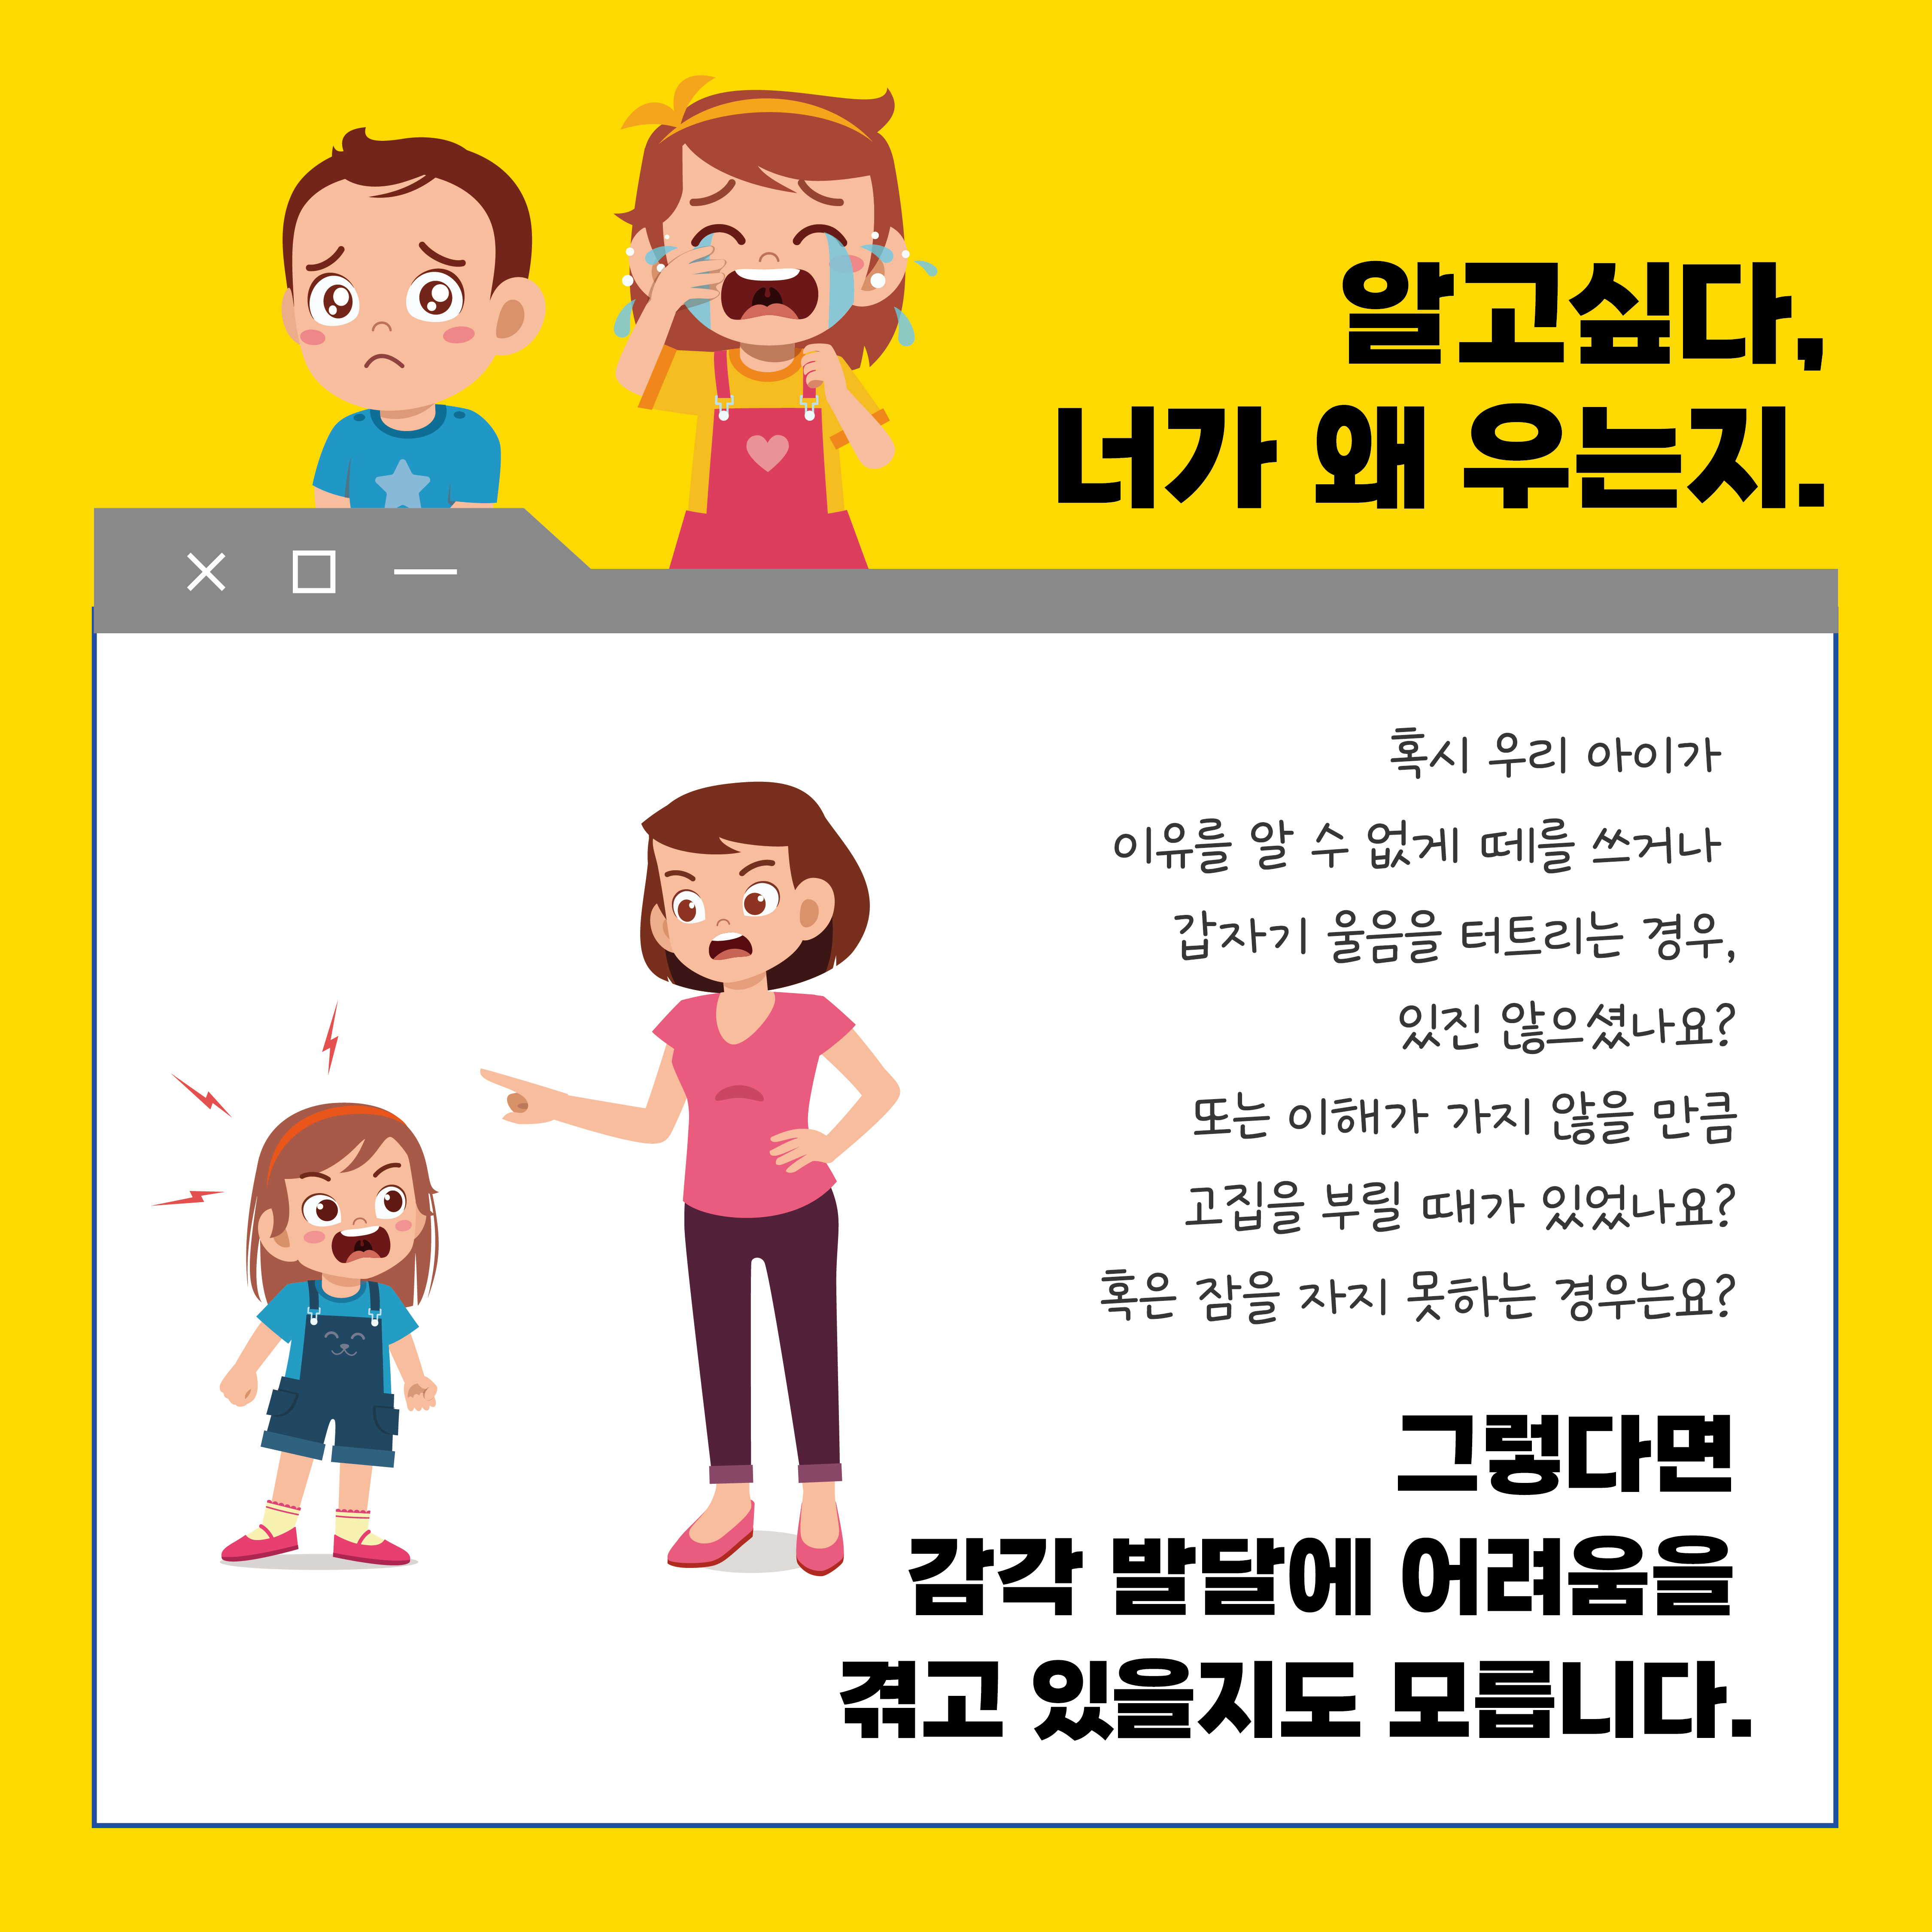 알고싶다,
너가 왜 우는지.
혹시 우리 아이가
이유를 알 수 없게 떼를 쓰거나
갑자기 울음을 터트리는 경우,
있진 않으셨나요?
또는 이해가 가지 않을 만큼
고집을 부릴 때가 있었나요?
혹은 잠을 자지 못하는 경우는요?
그렇다면
감각 발달에 어려움을
겪고 있을지도 모릅니다.